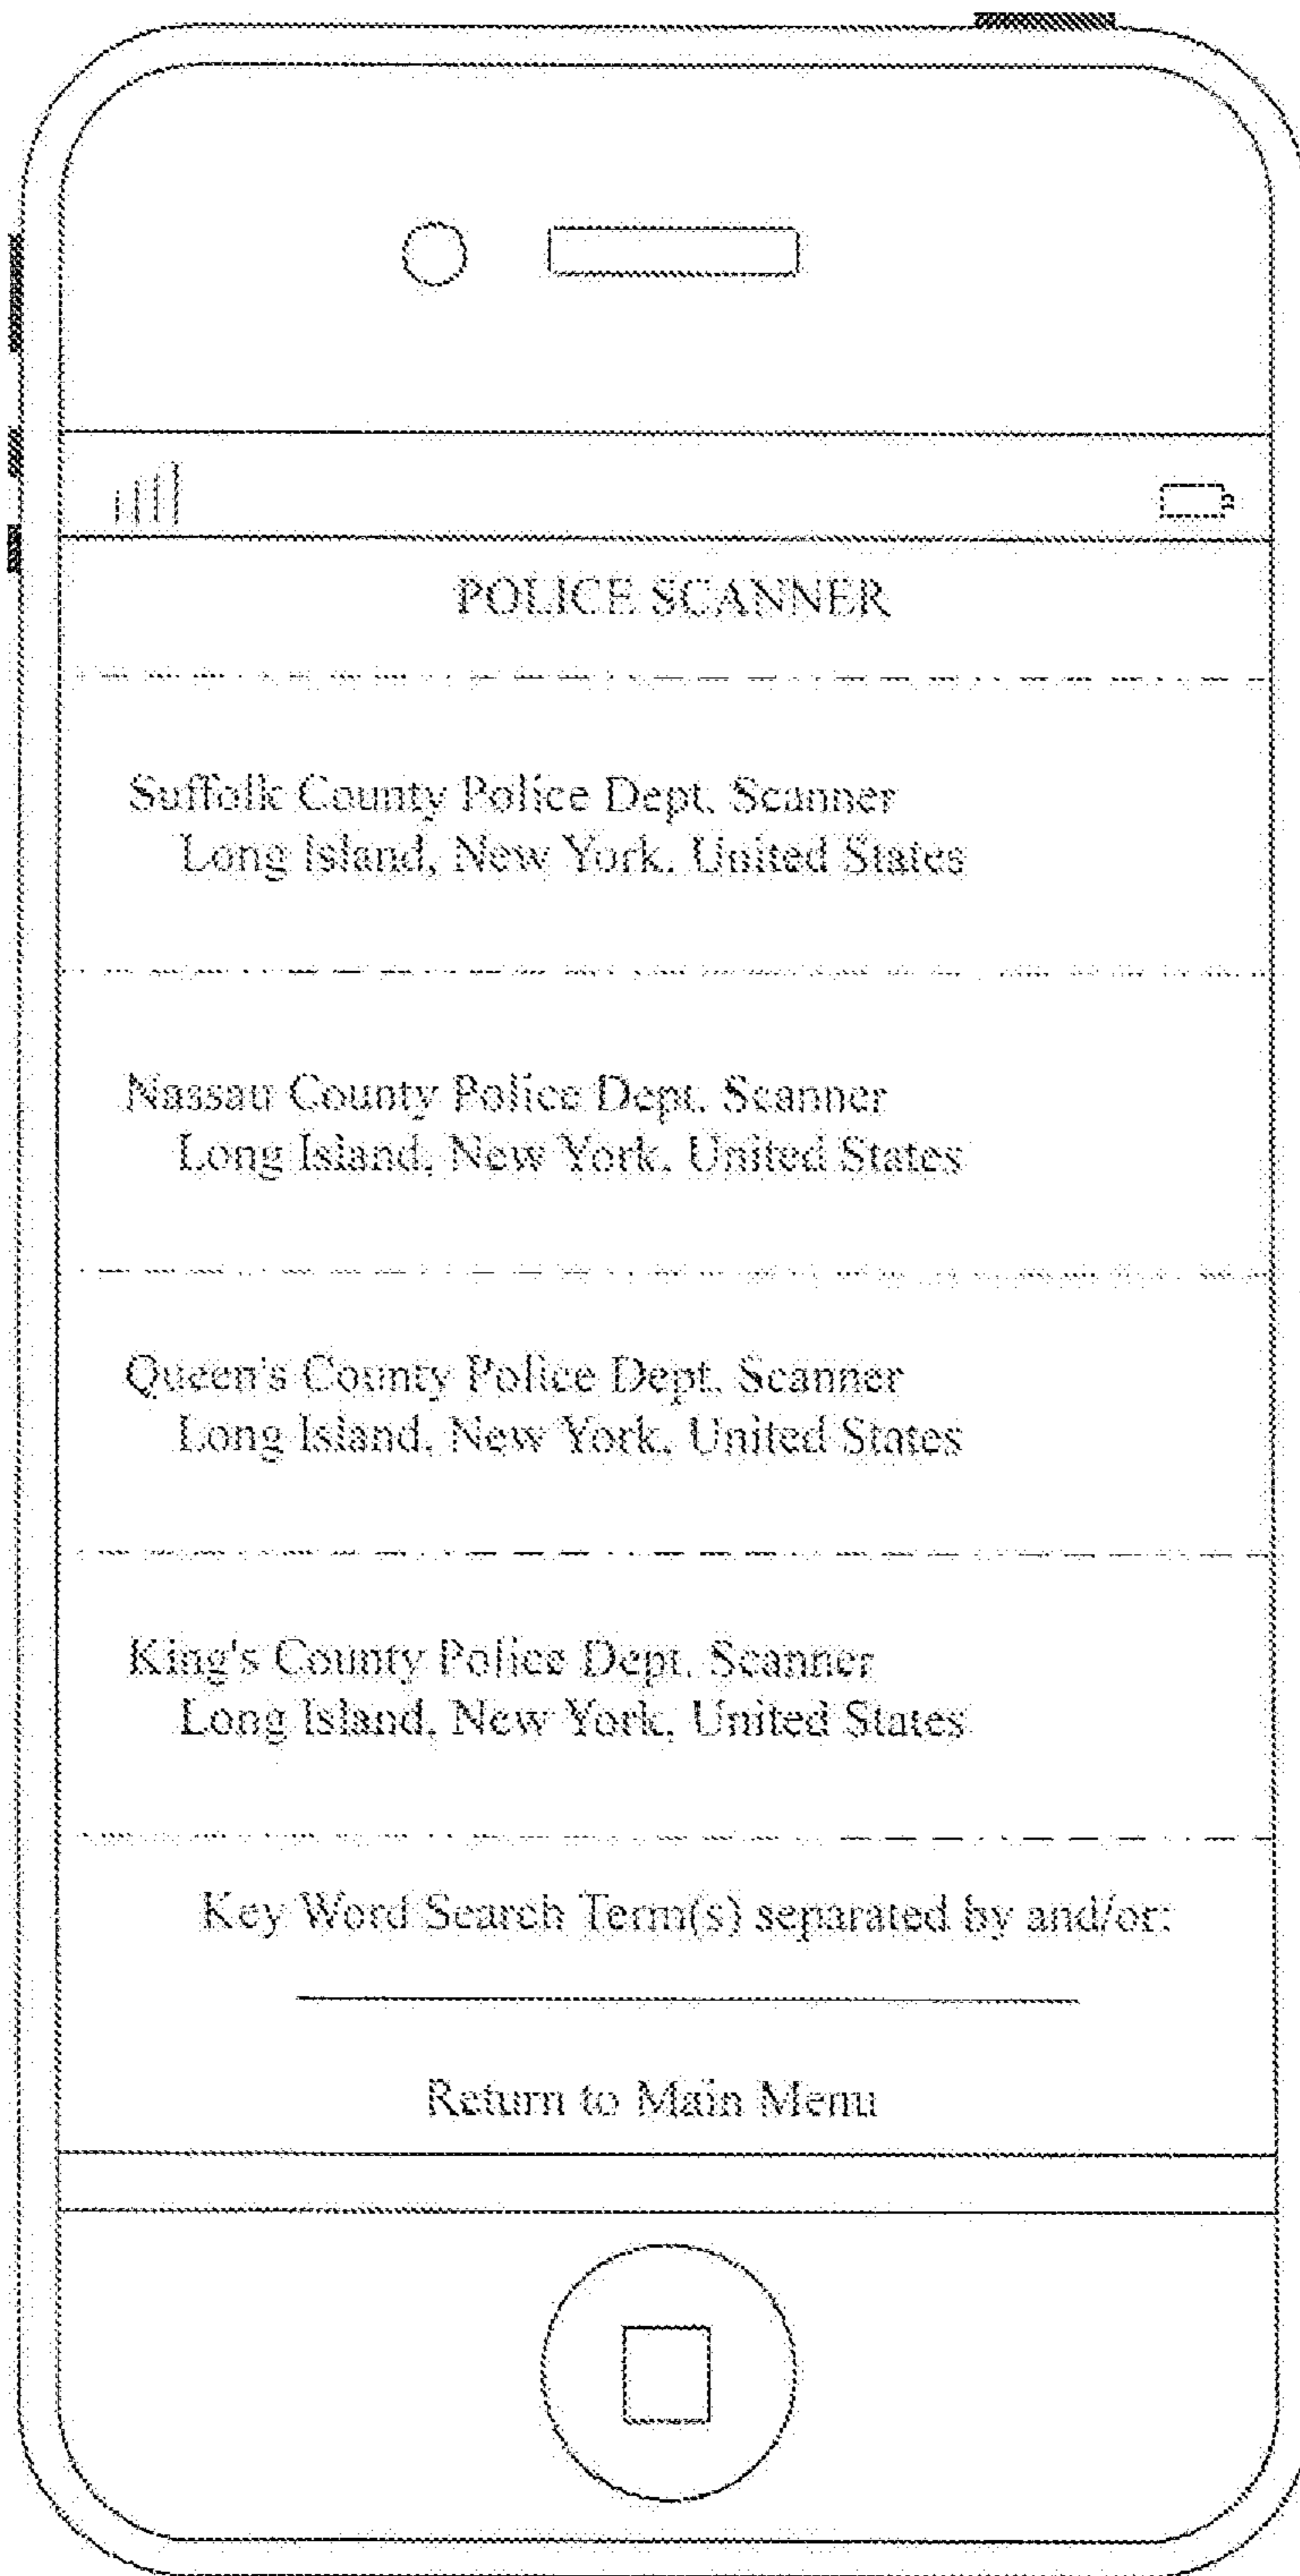 POLICE SCANNER
Suffolk County Police Dept. Scanner
Long Island, New York, United States
Nassau County Police Dept. Scanner
Long Island, New York, United States
Queen's County Police Dept. Scanner
Long Island, New York, United States
King's County Police Dept. Scanner
Long Island, New York, United States
Key Word Search Term(s) separated by and/or:
Return to Main Menu